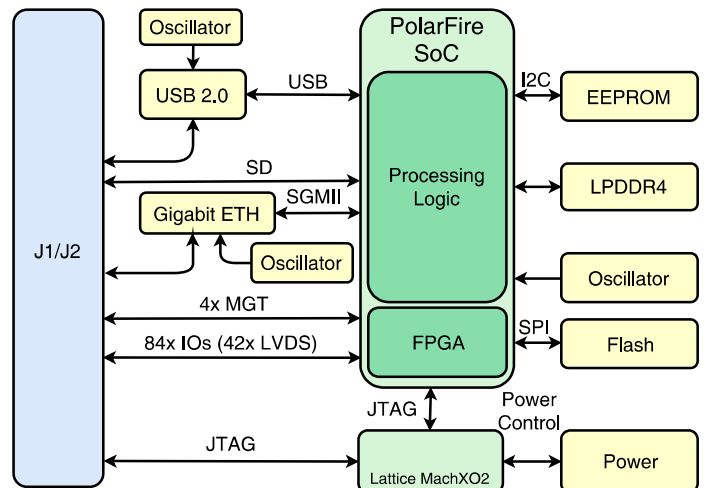 Oscillator
PolarFire
SoC
USB 2.0
USB
I2C
EEPROM
Processing
Logic
SD
LPDDR4
SGMII
Gigabit ETH
J1/J2
Oscillator
Oscillator
4x MGT
84x IOs (42x LVDS)
FPGA
SPI
Flash
JTAG
Power
Control
JTAG
Lattice MachXO2
Power